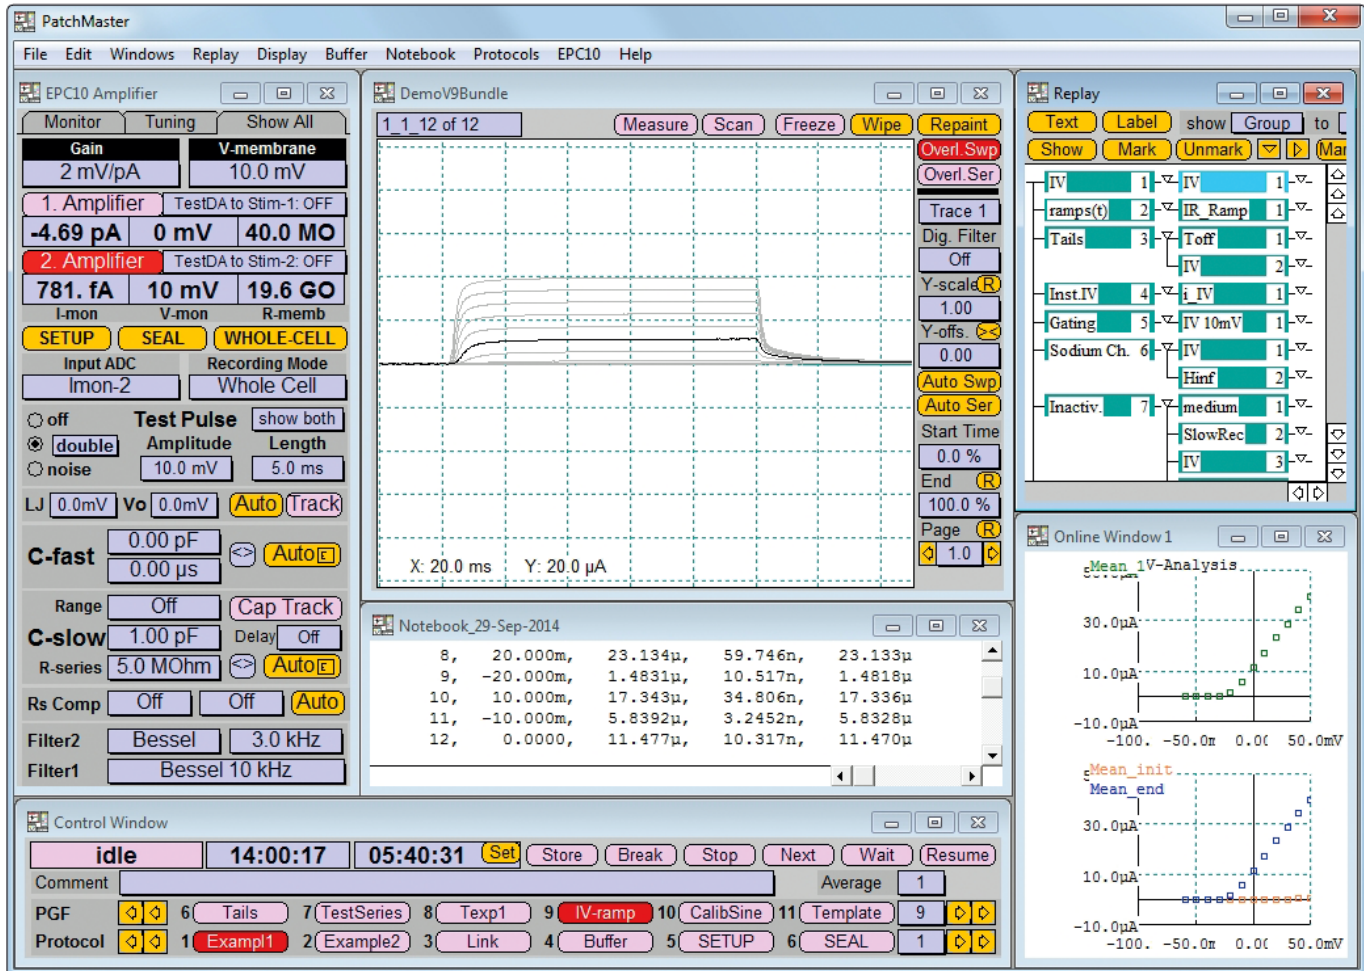 PatchMaster
File Edit Windows Replay Display Buffer Notebook Protocols EPC10 Help
EPC10 Amplifier
Monitor Tuning Show All
Gain V-membrane
2 mV/pA 10.0 mV
1. Amplifier TestDA to Stim-1: OFF
-4.69 pA 0 mV 40.0 MO
2. Amplifier TestDA to Stim-2: OFF
781. fA 10 mV 19.6 GO
I-mon V-mon R-memb
SETUP SEAL WHOLE-CELL
Input ADC Recording Mode
Imon-2 Whole Cell
off Test Pulse show both
double Amplitude Length
noise 10.0 mV 5.0 ms
LJ 0.0mV Vo 0.0mV Auto Track
C-fast 0.00 pF <> Auto E
0.00 µs
Range Off Cap Track
C-slow 1.00 pF Delay Off
R-series 5.0 MOhm <> Auto E
Rs Comp Off Off Auto
Filter2 Bessel 3.0 kHz
Filter1 Bessel 10 kHz
DemoV9Bundle
1_1_12 of 12 Measure Scan Freeze Wipe Repaint
Overl.Swp
Overl.Ser
Trace 1
Dig. Filter
Off
Y-scale R
1.00
Y-offs. ><
0.00
Auto Swp
Auto Ser
Start Time
0.0 %
End R
100.0 %
Page R
1.0
X: 20.0 ms Y: 20.0 µA
Notebook_29-Sep-2014
8, 20.000m, 23.134µ, 59.746n, 23.133µ
9, -20.000m, 1.4831µ, 10.517n, 1.4818µ
10, 10.000m, 17.343µ, 34.806n, 17.336µ
11, -10.000m, 5.8392µ, 3.2452n, 5.8328µ
12, 0.0000, 11.477µ, 10.317n, 11.470µ
Replay
Text Label show Group to
Show Mark Unmark Mar
IV 1 IV 1
ramps(t) 2 IR_Ramp 1
Tails 3 Toff 1
IV 2
Inst.IV 4 i_IV 1
Gating 5 IV 10mV 1
Sodium Ch. 6 IV 1
Hinf 2
Inactiv. 7 medium 1
SlowRec 2
IV 3
Online Window 1
Mean_1V-Analysis
30.0µA
10.0µA
-10.0µA
-100. -50.0m 0.00 50.0mV
Mean_init
Mean_end
30.0µA
10.0µA
-10.0µA
-100. -50.0m 0.00 50.0mV
Control Window
idle 14:00:17 05:40:31 Set Store Break Stop Next Wait Resume
Comment Average 1
PGF 6 Tails 7 TestSeries 8 Texp1 9 IV-ramp 10 CalibSine 11 Template 9
Protocol 1 Exampl1 2 Example2 3 Link 4 Buffer 5 SETUP 6 SEAL 1